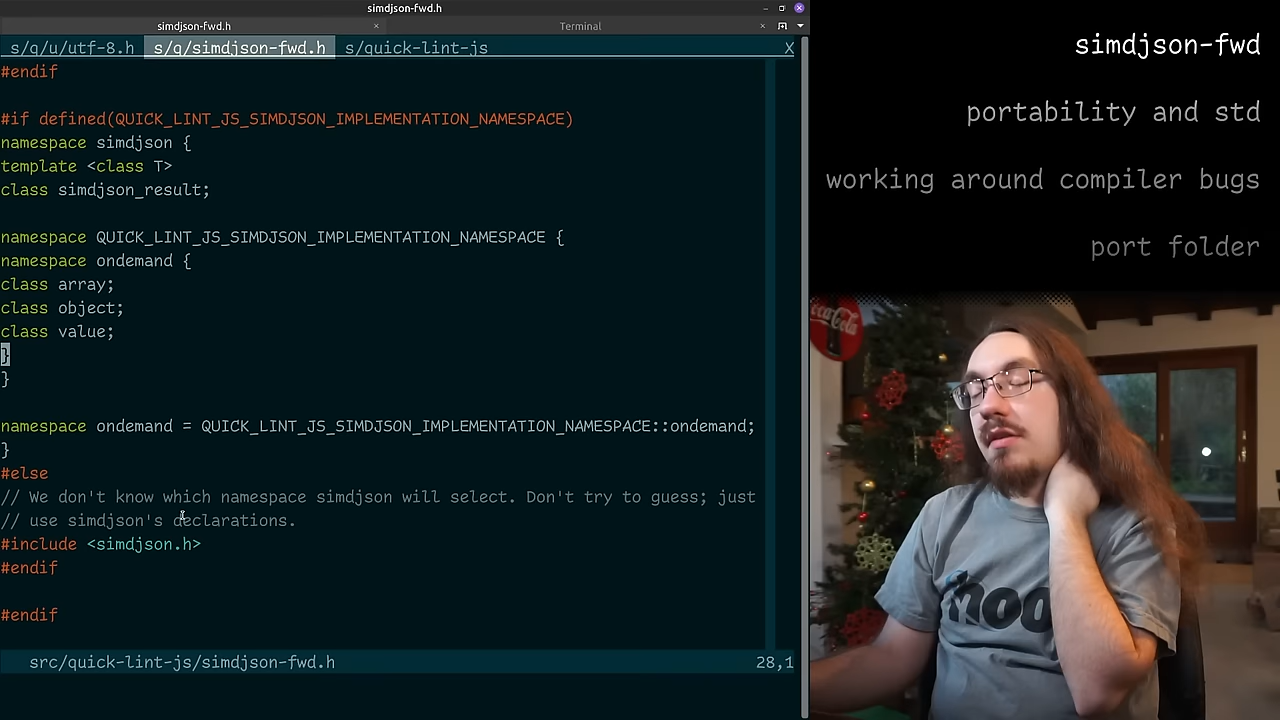 simdjson-fwd.h
simdjson-fwd.h × Terminal ×
s/q/u/utf-8.h s/q/simdjson-fwd.h s/quick-lint-js X
#endif
#if defined(QUICK_LINT_JS_SIMDJSON_IMPLEMENTATION_NAMESPACE)
namespace simdjson {
template <class T>
class simdjson_result;
namespace QUICK_LINT_JS_SIMDJSON_IMPLEMENTATION_NAMESPACE {
namespace ondemand {
class array;
class object;
class value;
}
}
namespace ondemand = QUICK_LINT_JS_SIMDJSON_IMPLEMENTATION_NAMESPACE::ondemand;
}
#else
// We don't know which namespace simdjson will select. Don't try to guess; just
// use simdjson's declarations.
#include <simdjson.h>
#endif
#endif
src/quick-lint-js/simdjson-fwd.h 28,1
simdjson-fwd
portability and std
working around compiler bugs
port folder
Coca-Cola
moo